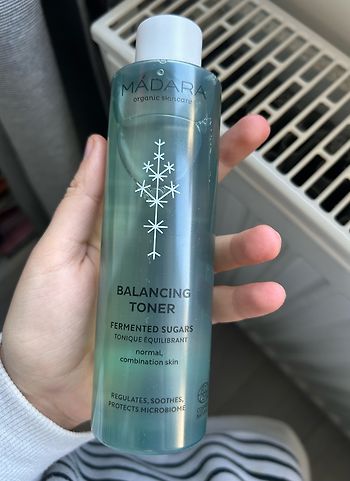 MÁDARA
organic skincare
BALANCING
TONER
FERMENTED SUGARS
TONIQUE ÉQUILIBRANT
normal,
combination skin
REGULATES, SOOTHES,
PROTECTS MICROBIOME